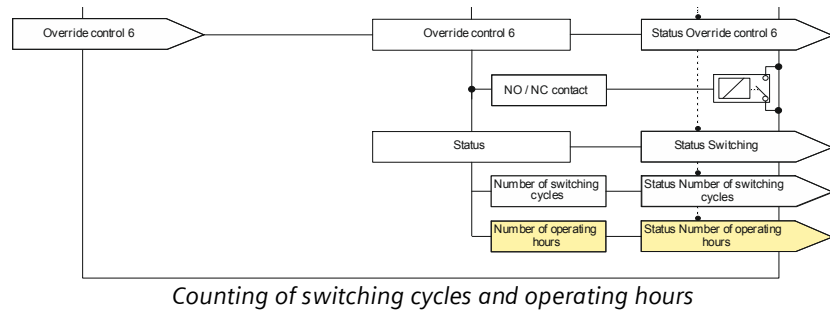 Override control 6
Override control 6
Status Override control 6
NO / NC contact
Status
Status Switching
Number of switching
cycles
Status Number of switching
cycles
Number of operating
hours
Status Number of operating
hours
Counting of switching cycles and operating hours